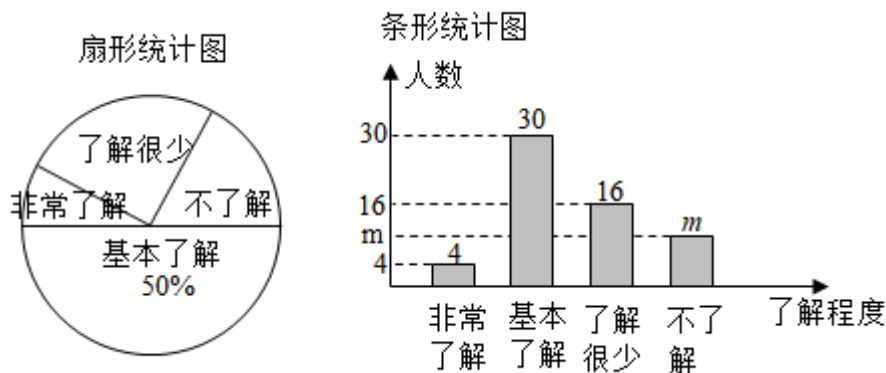 扇形统计图
了解很少
非常了解
不了解
基本了解
50%
条形统计图
人数
30
30
16
16
m
m
4
4
非常
了解
基本
了解
了解
很少
不了
解
了解程度